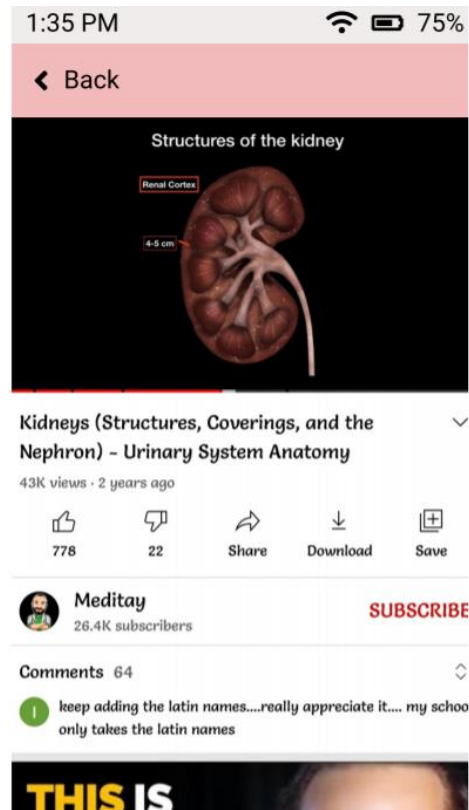 1:35 PM 75%
Back
Structures of the kidney
Renal Cortex
4-5 cm
Kidneys (Structures, Coverings, and the
Nephron) - Urinary System Anatomy
43K views · 2 years ago
778 22 Share Download Save
Meditay
SUBSCRIBE
26.4K subscribers
Comments 64
I
keep adding the latin names....really appreciate it.... my schoo
only takes the latin names
THIS IS